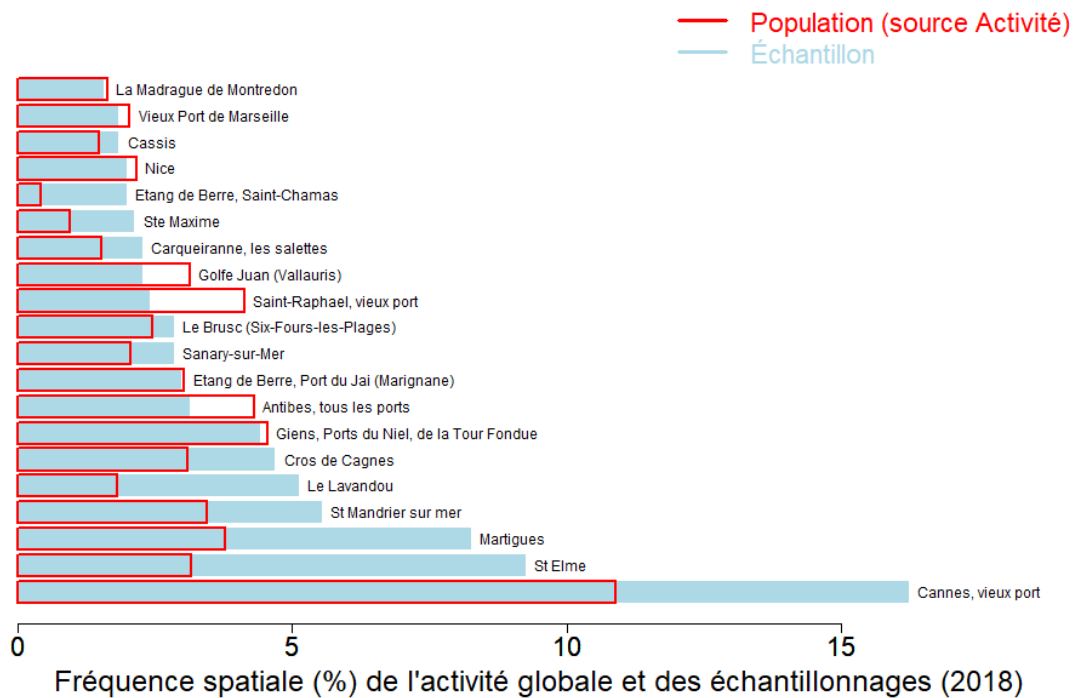 Population (source Activité)
Échantillon
La Madrague de Montredon
Vieux Port de Marseille
Cassis
Nice
Etang de Berre, Saint-Chamas
Ste Maxime
Carqueiranne, les salettes
Golfe Juan (Vallauris)
Saint-Raphael, vieux port
Le Brusc (Six-Fours-les-Plages)
Sanary-sur-Mer
Etang de Berre, Port du Jai (Marignane)
Antibes, tous les ports
Giens, Ports du Niel, de la Tour Fondue
Cros de Cagnes
Le Lavandou
St Mandrier sur mer
Martigues
St Elme
Cannes, vieux port
0 5 10 15
Fréquence spatiale (%) de l'activité globale et des échantillonnages (2018)